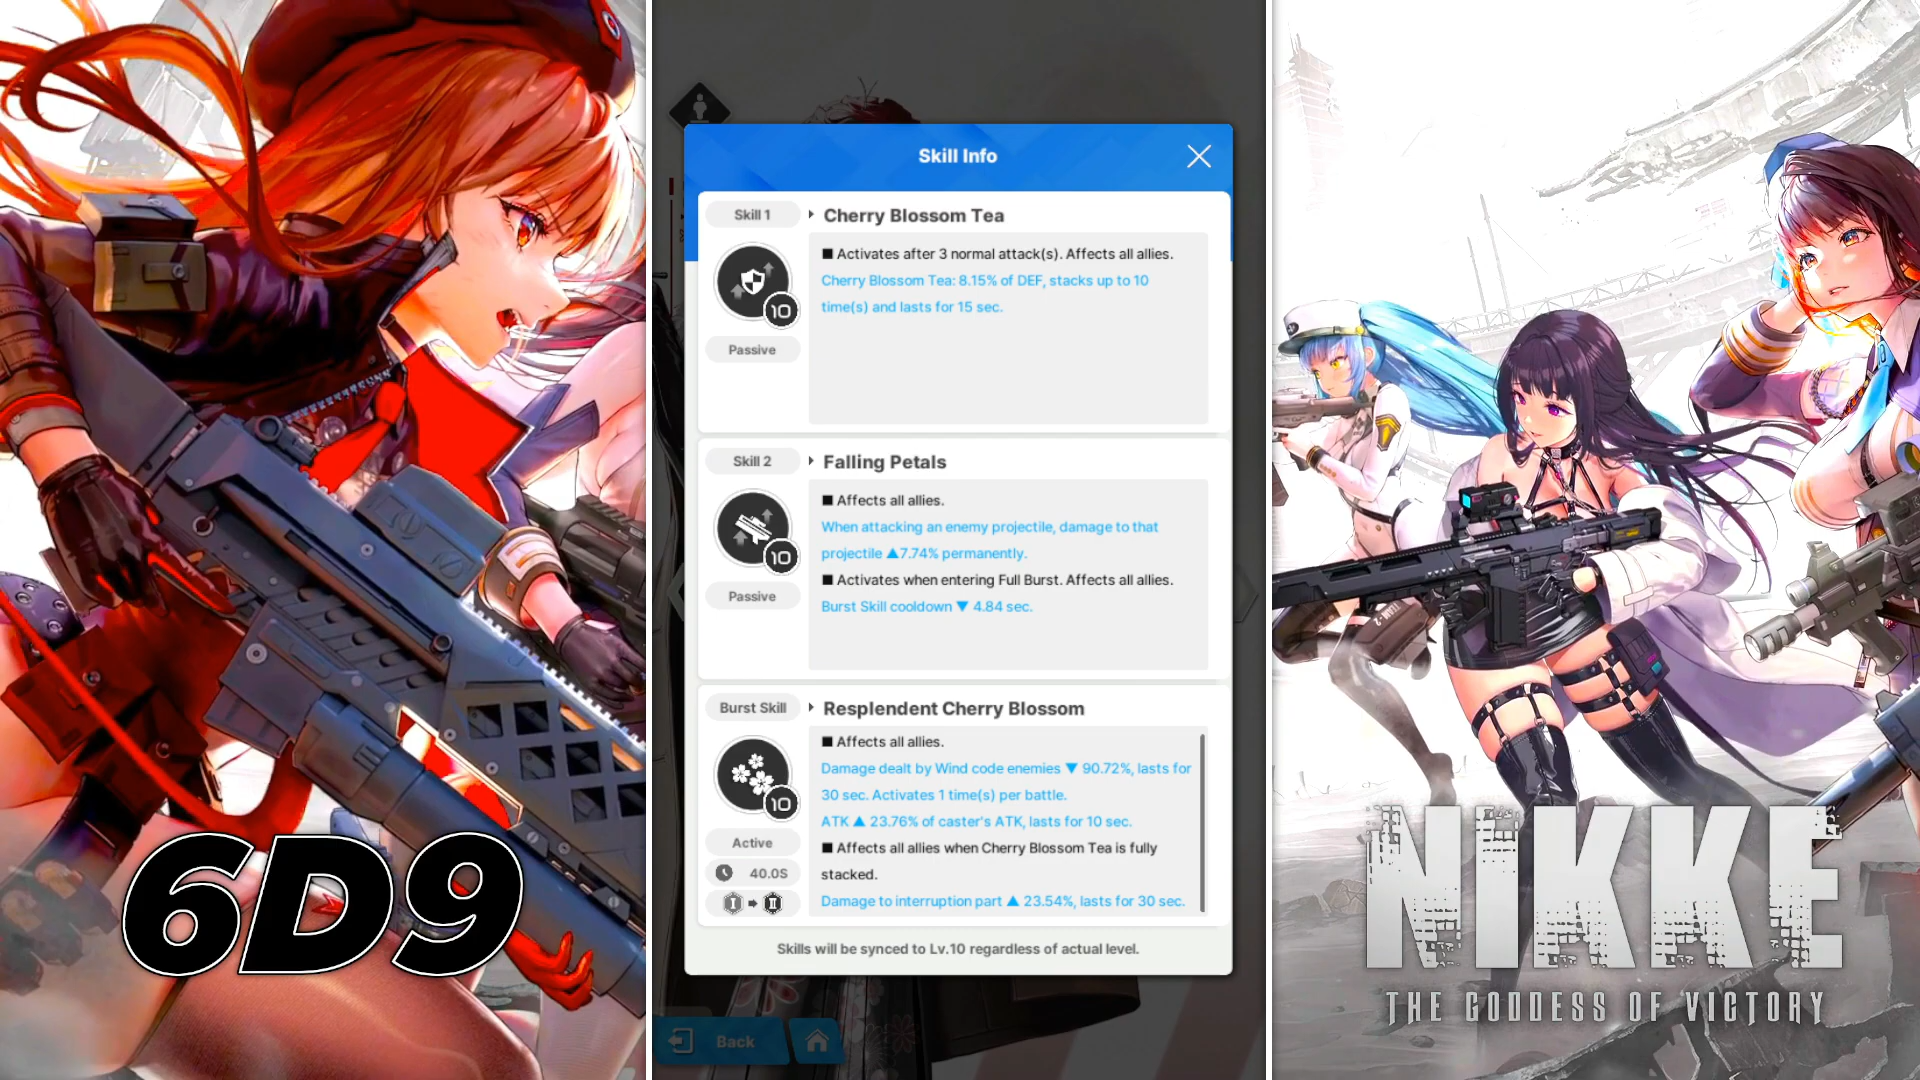 6D9
Skill Info
Skill 1
Cherry Blossom Tea
■ Activates after 3 normal attack(s). Affects all allies.
Cherry Blossom Tea: 8.15% of DEF, stacks up to 10
time(s) and lasts for 15 sec.
10
Passive
Skill 2
Falling Petals
■ Affects all allies.
When attacking an enemy projectile, damage to that
projectile ▲7.74% permanently.
■ Activates when entering Full Burst. Affects all allies.
Burst Skill cooldown ▼ 4.84 sec.
10
Passive
Burst Skill
Resplendent Cherry Blossom
■ Affects all allies.
Damage dealt by Wind code enemies ▼ 90.72%, lasts for
30 sec. Activates 1 time(s) per battle.
ATK ▲ 23.76% of caster's ATK, lasts for 10 sec.
■ Affects all allies when Cherry Blossom Tea is fully
stacked.
Damage to interruption part ▲ 23.54%, lasts for 30 sec.
10
Active
40.0S
I II
Skills will be synced to Lv.10 regardless of actual level.
Back
NIKKE
THE GODDESS OF VICTORY